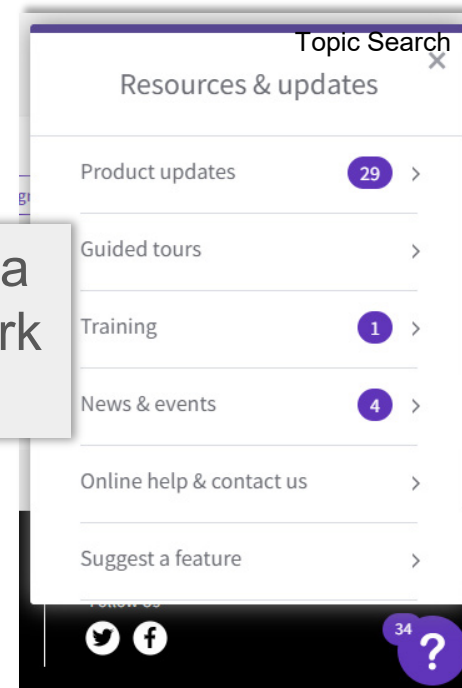 Topic Search
Resources & updates
Product updates 29
gr
Guided tours
a
rk
Training 1
News & events 4
Online help & contact us
Suggest a feature
34
?